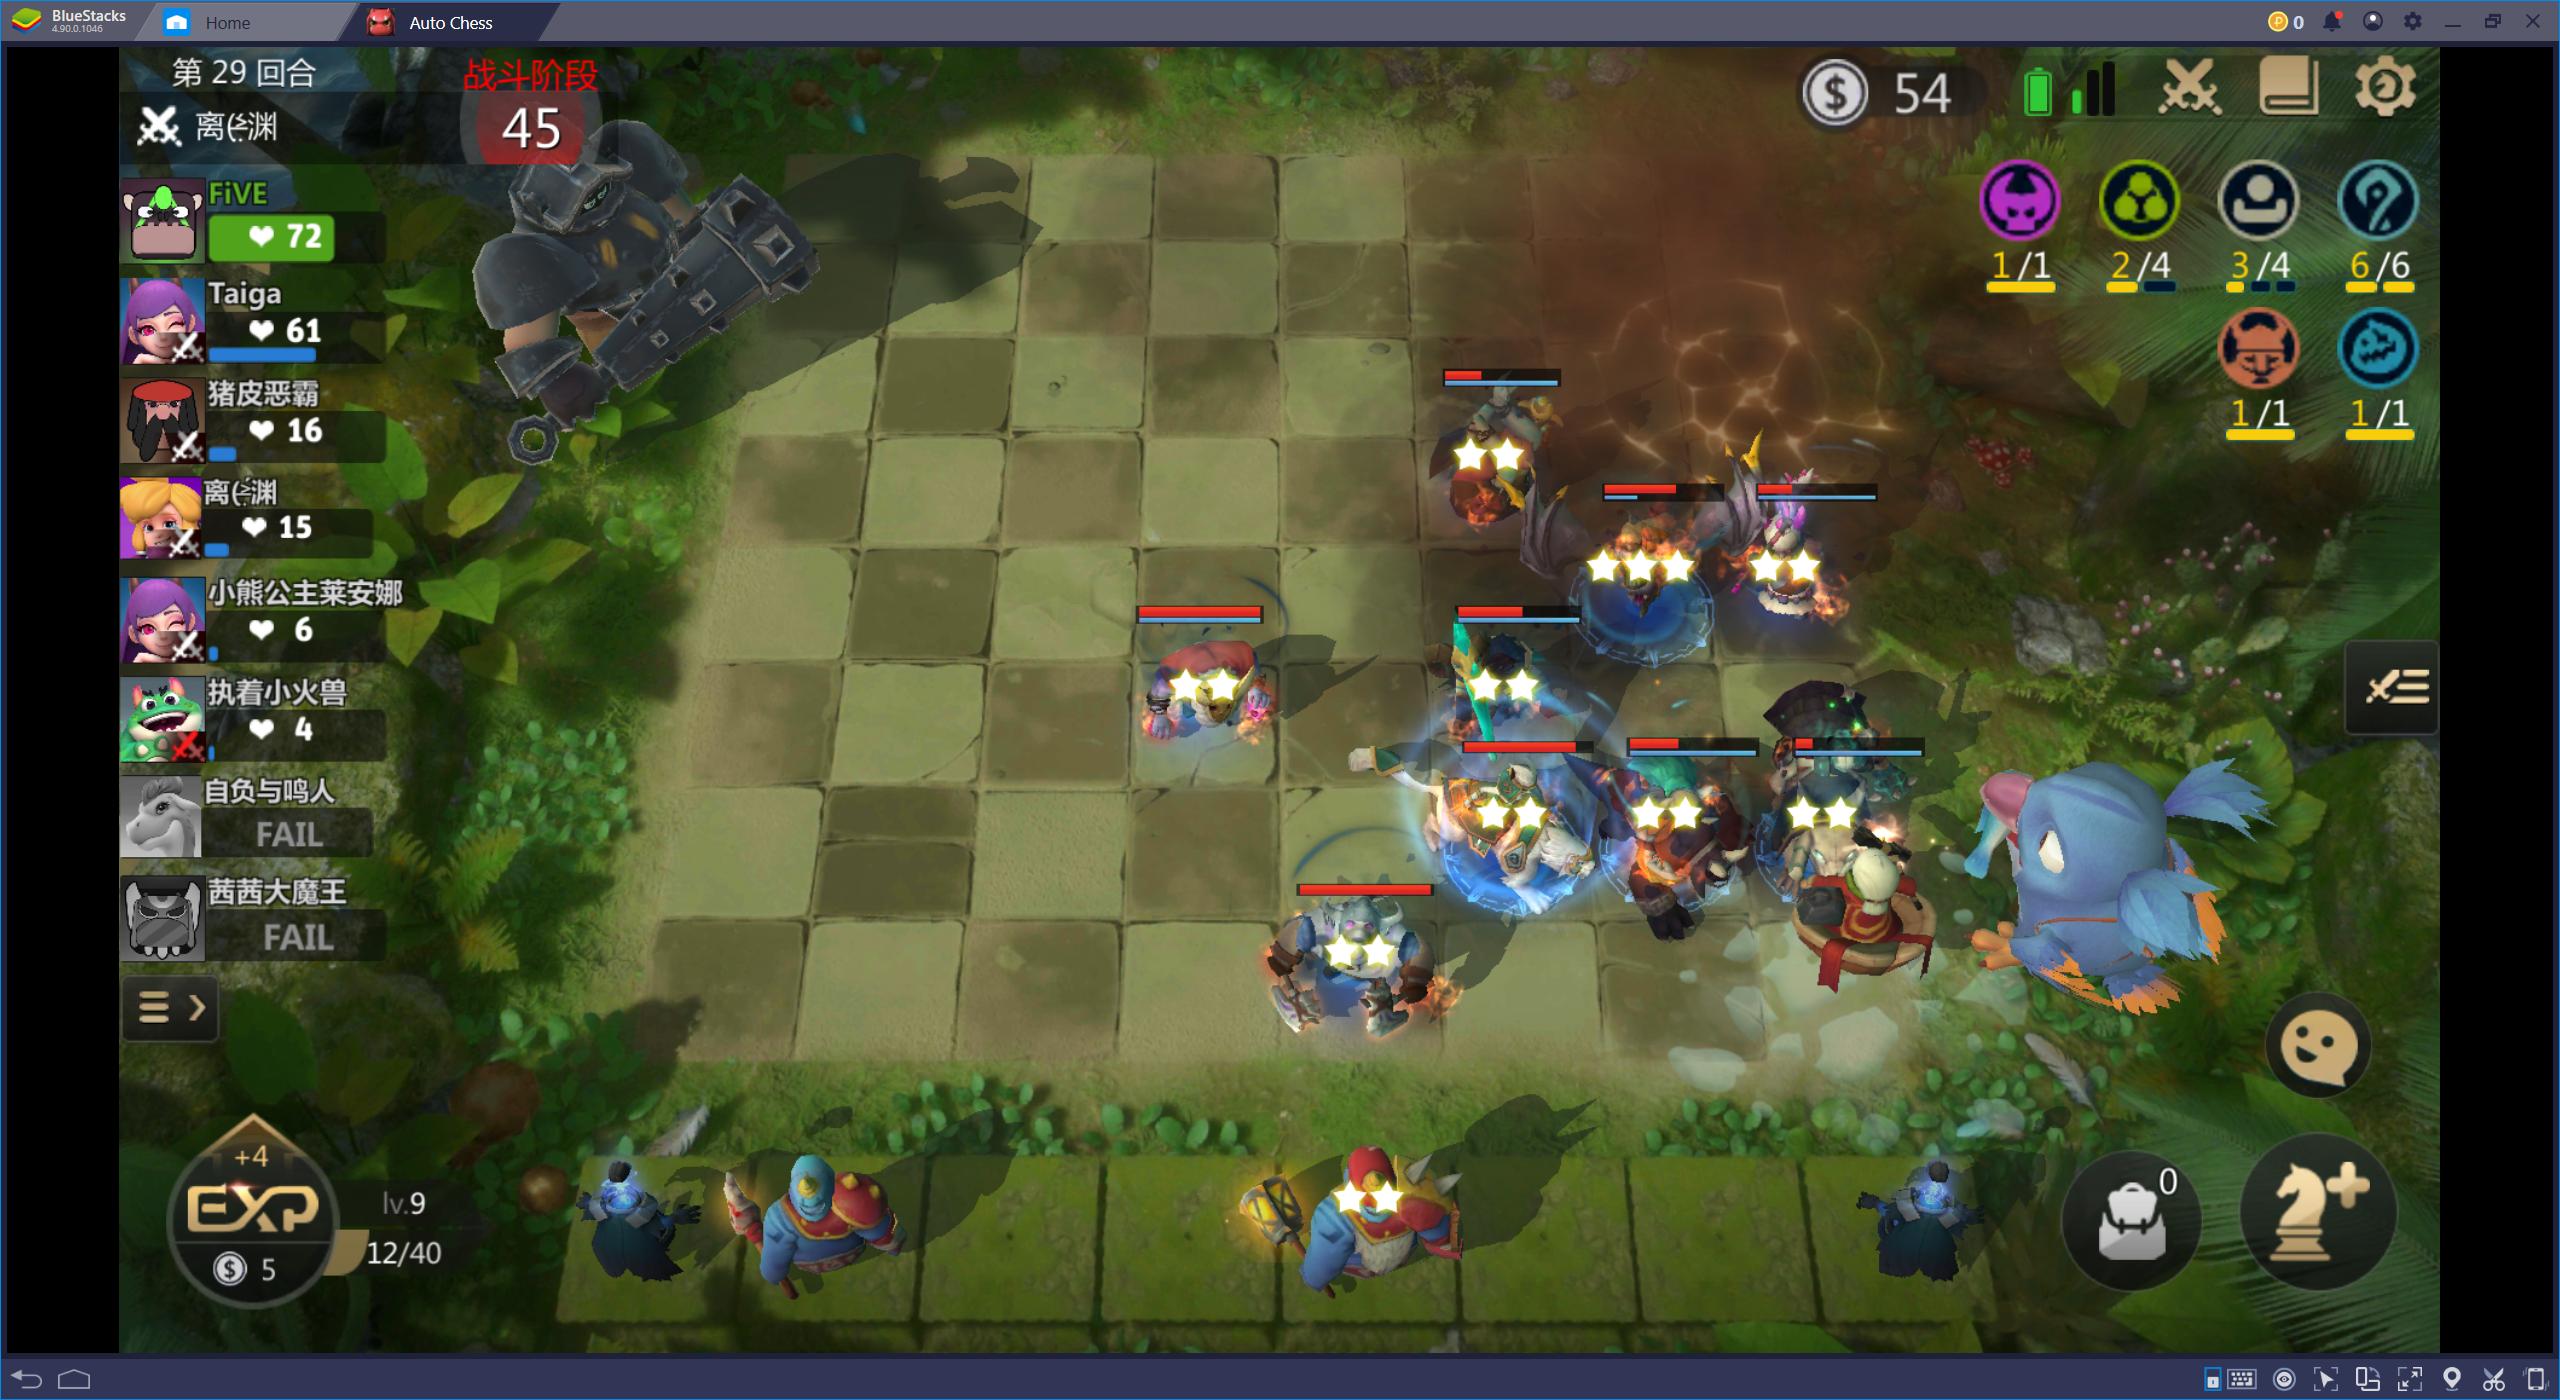 BlueStacks
4.90.0.1046
Home
Auto Chess
0
第 29 回合
战斗阶段
45
54
FiVE
72
Taiga
61
猪皮恶霸
16
15
小熊公主莱安娜
6
执着小火兽
4
自负与鸣人
FAIL
茜茜大魔王
FAIL
1/1
2/4
3/4
6/6
1/1
1/1
+4
EXP
5
lv.9
12/40
0